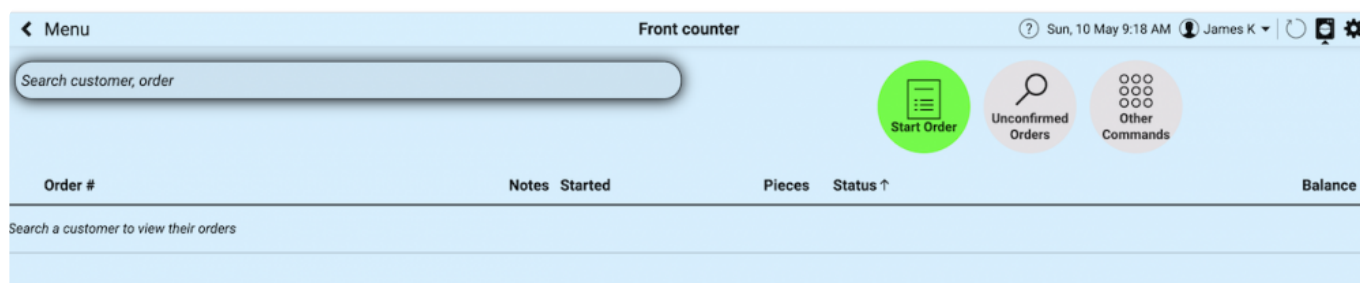 Menu
Front counter
Sun, 10 May 9:18 AM James K
Search customer, order
Start Order
Unconfirmed
Orders
Other
Commands
Order # Notes Started Pieces Status ↑ Balance
Search a customer to view their orders